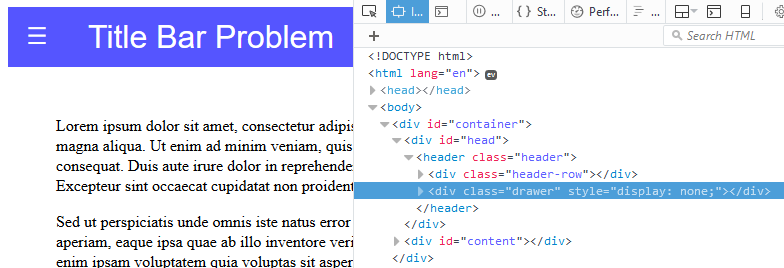 ☰ Title Bar Problem
Lorem ipsum dolor sit amet, consectetur adipis
magna aliqua. Ut enim ad minim veniam, quis
consequat. Duis aute irure dolor in reprehende
Excepteur sint occaecat cupidatat non proident
Sed ut perspiciatis unde omnis iste natus error
aperiam, eaque ipsa quae ab illo inventore veri
enim ipsam voluptatem quia voluptas sit asper
I... ... { } St... Perf... ...
+ Search HTML
<!DOCTYPE html>
<html lang="en"> ev
<head></head>
<body>
<div id="container">
<div id="head">
<header class="header">
<div class="header-row"></div>
<div class="drawer" style="display: none;"></div>
</header>
</div>
<div id="content"></div>
</div>